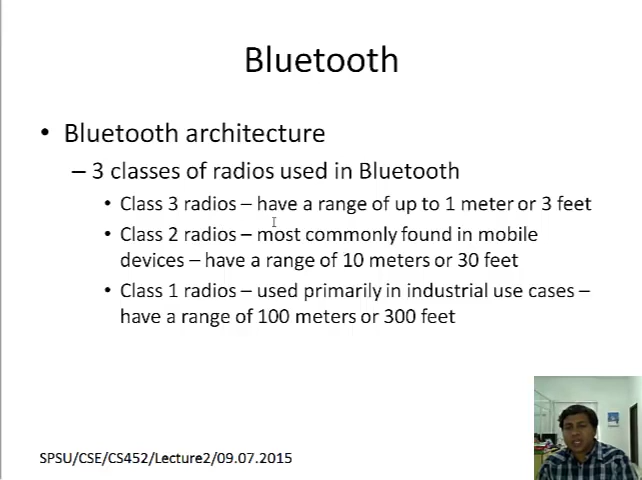 Bluetooth
• Bluetooth architecture
– 3 classes of radios used in Bluetooth
• Class 3 radios – have a range of up to 1 meter or 3 feet
• Class 2 radios – most commonly found in mobile
devices – have a range of 10 meters or 30 feet
• Class 1 radios – used primarily in industrial use cases –
have a range of 100 meters or 300 feet
SPSU/CSE/CS452/Lecture2/09.07.2015